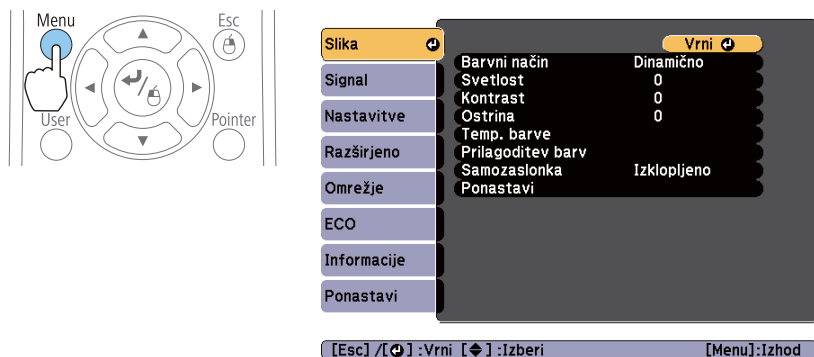 Menu
Esc
User
Pointer
Slika
Signal
Nastavitve
Razširjeno
Omrežje
ECO
Informacije
Ponastavi
Vrni
Barvni način Dinamično
Svetlost 0
Kontrast 0
Ostrina 0
Temp. barve
Prilagoditev barv
Samozaslonka Izklopljeno
Ponastavi
[Esc] /[ ] :Vrni [ ] :Izberi [Menu]:Izhod